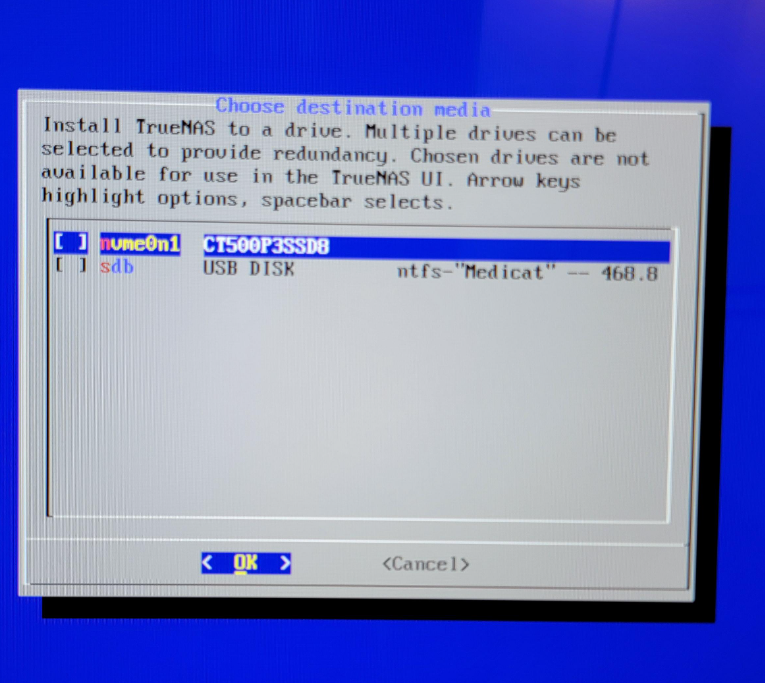 Choose destination media
Install TrueNAS to a drive. Multiple drives can be
selected to provide redundancy. Chosen drives are not
available for use in the TrueNAS UI. Arrow keys
highlight options, spacebar selects.
[ ] nvme0n1 CT500P3SSD8
[ ] sdb USB DISK ntfs-"Medicat" -- 468.8
< OK > <Cancel>